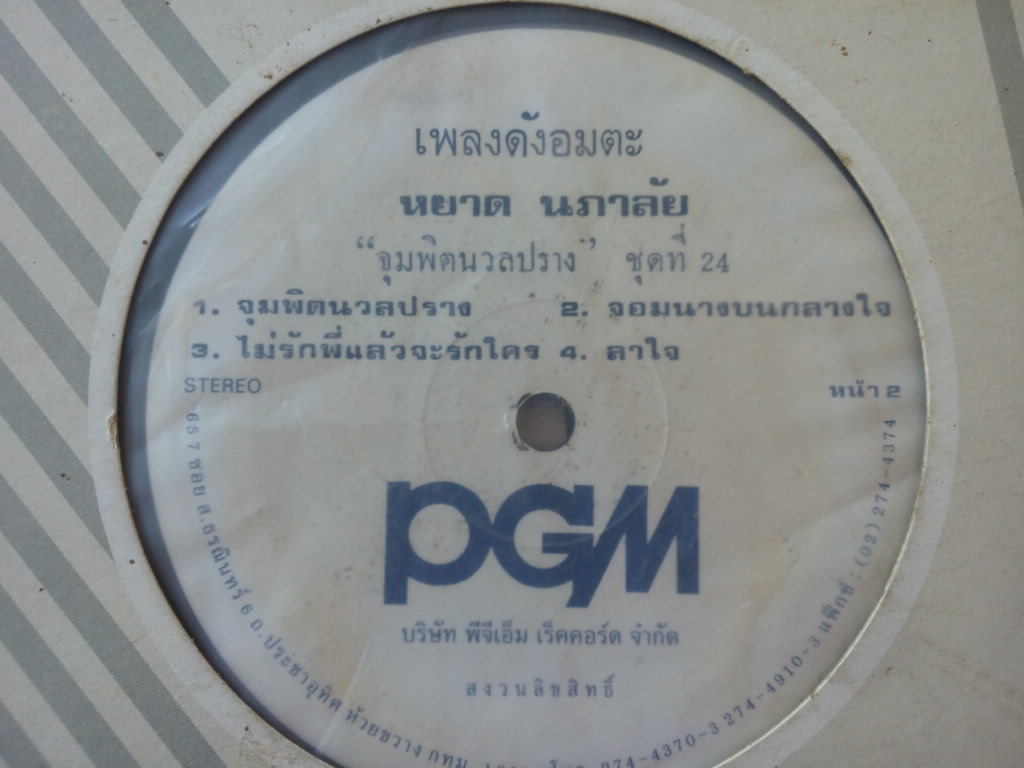 เพลงดังอมตะ
หยาด นภาลัย
“จุมพิตนวลปราง” ชุดที่ 24
1. จุมพิตนวลปราง 2. จอมนางบนกลางใจ
3. ไม่รักพี่แล้วจะรักใคร 4. ลาใจ
STEREO หน้า 2
PGM
บริษัท พีจีเอ็ม เร็คคอร์ด จำกัด
สงวนลิขสิทธิ์
657 ซอย ส.ธรณินทร์ 6 ถ.ประชาอุทิศ ห้วยขวาง กทม. 274-4370-3 274-4910-3 แฟ็กซ์ : (02) 274-4374